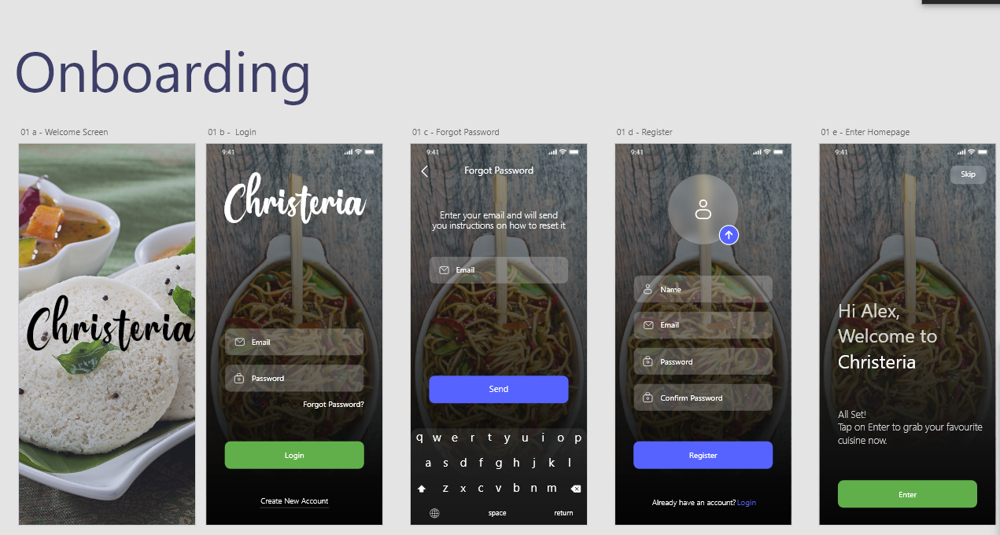 Onboarding
01 a - Welcome Screen
Christeria
01 b - Login
9:41
Christeria
Email
Password
Forgot Password?
Login
Create New Account
01 c - Forgot Password
9:41
Forgot Password
Enter your email and will send
you instructions on how to reset it
Email
Send
q w e r t y u i o p
a s d f g h j k l
z x c v b n m
space return
01 d - Register
9:41
Name
Email
Password
Confirm Password
Register
Already have an account? Login
01 e - Enter Homepage
9:41
Skip
Hi Alex,
Welcome to
Christeria
All Set!
Tap on Enter to grab your favourite
cuisine now.
Enter